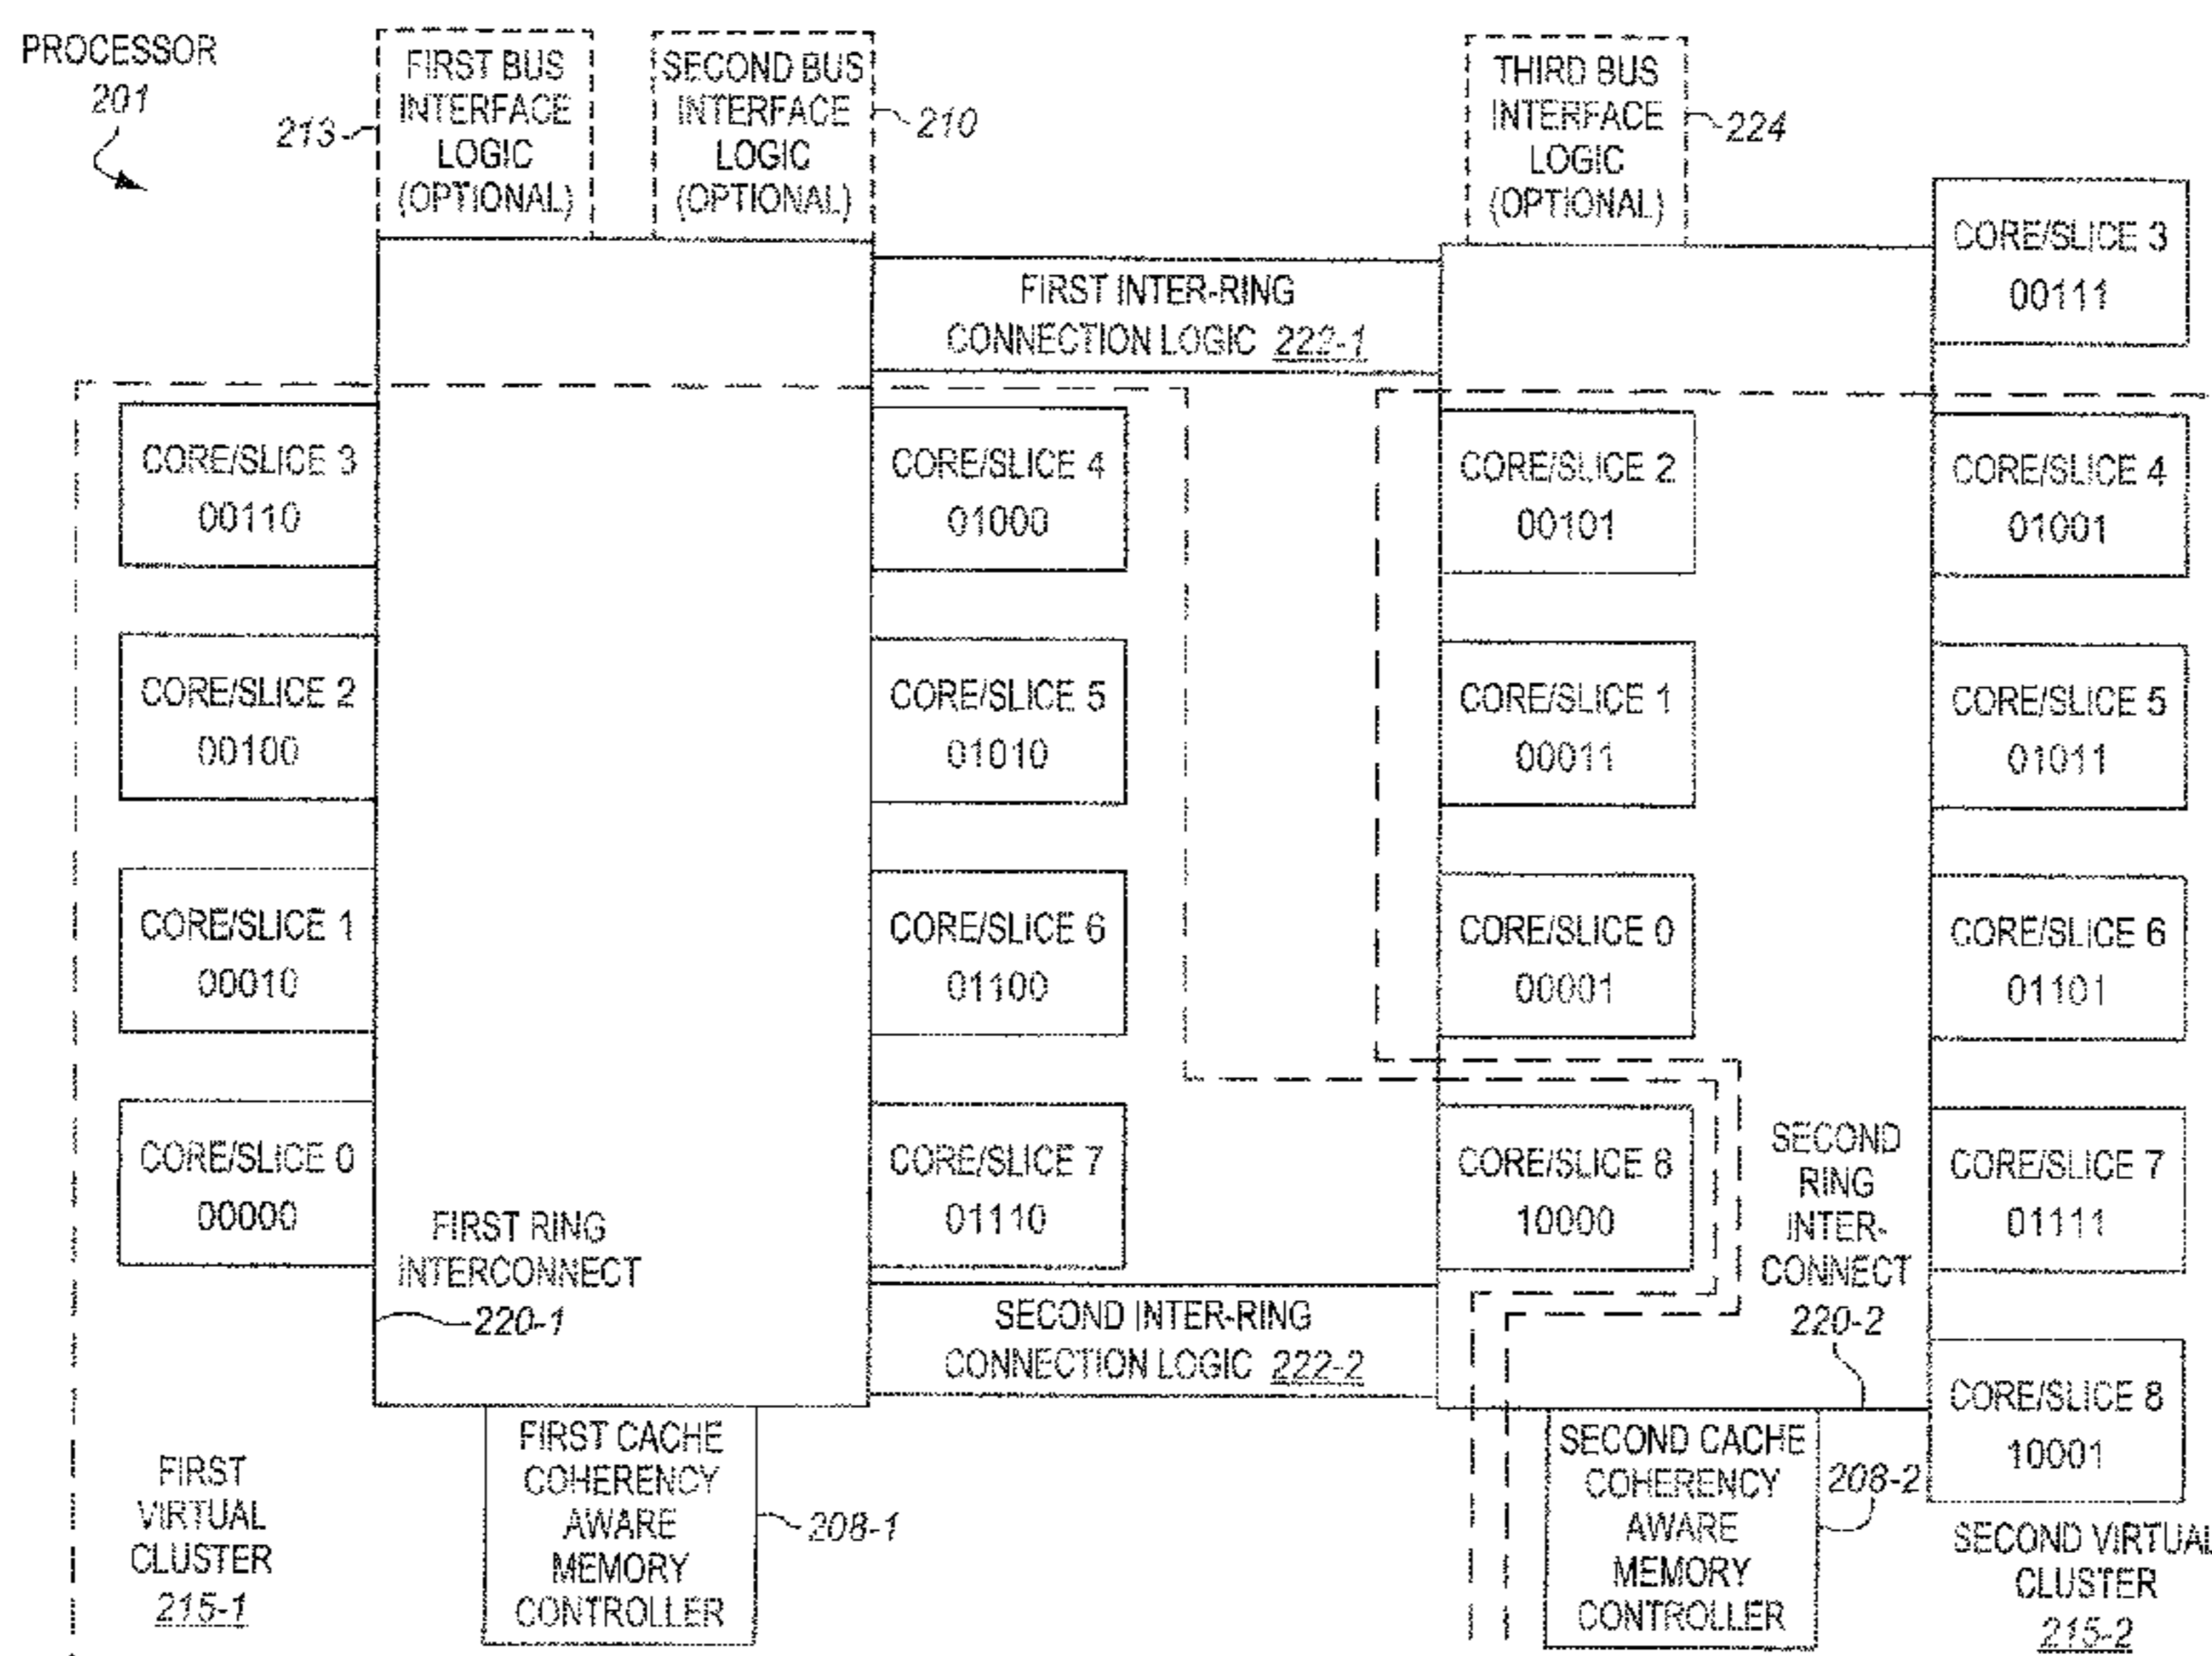 PROCESSOR
201
213
FIRST BUS
INTERFACE
LOGIC
(OPTIONAL)
SECOND BUS
INTERFACE
LOGIC
(OPTIONAL)
210
THIRD BUS
INTERFACE
LOGIC
(OPTIONAL)
224
CORE/SLICE 3
00111
FIRST INTER-RING
CONNECTION LOGIC 222-1
CORE/SLICE 3
00110
CORE/SLICE 4
01000
CORE/SLICE 2
00101
CORE/SLICE 4
01001
CORE/SLICE 2
00100
CORE/SLICE 5
01010
CORE/SLICE 1
00011
CORE/SLICE 5
01011
CORE/SLICE 1
00010
CORE/SLICE 6
01100
CORE/SLICE 0
00001
CORE/SLICE 6
01101
CORE/SLICE 0
00000
FIRST RING
INTERCONNECT
220-1
CORE/SLICE 7
01110
CORE/SLICE 8
10000
SECOND
RING
INTER-
CONNECT
220-2
CORE/SLICE 7
01111
SECOND INTER-RING
CONNECTION LOGIC 222-2
CORE/SLICE 8
10001
FIRST
VIRTUAL
CLUSTER
215-1
FIRST CACHE
COHERENCY
AWARE
MEMORY
CONTROLLER
208-1
SECOND CACHE
COHERENCY
AWARE
MEMORY
CONTROLLER
208-2
SECOND VIRTUAL
CLUSTER
215-2